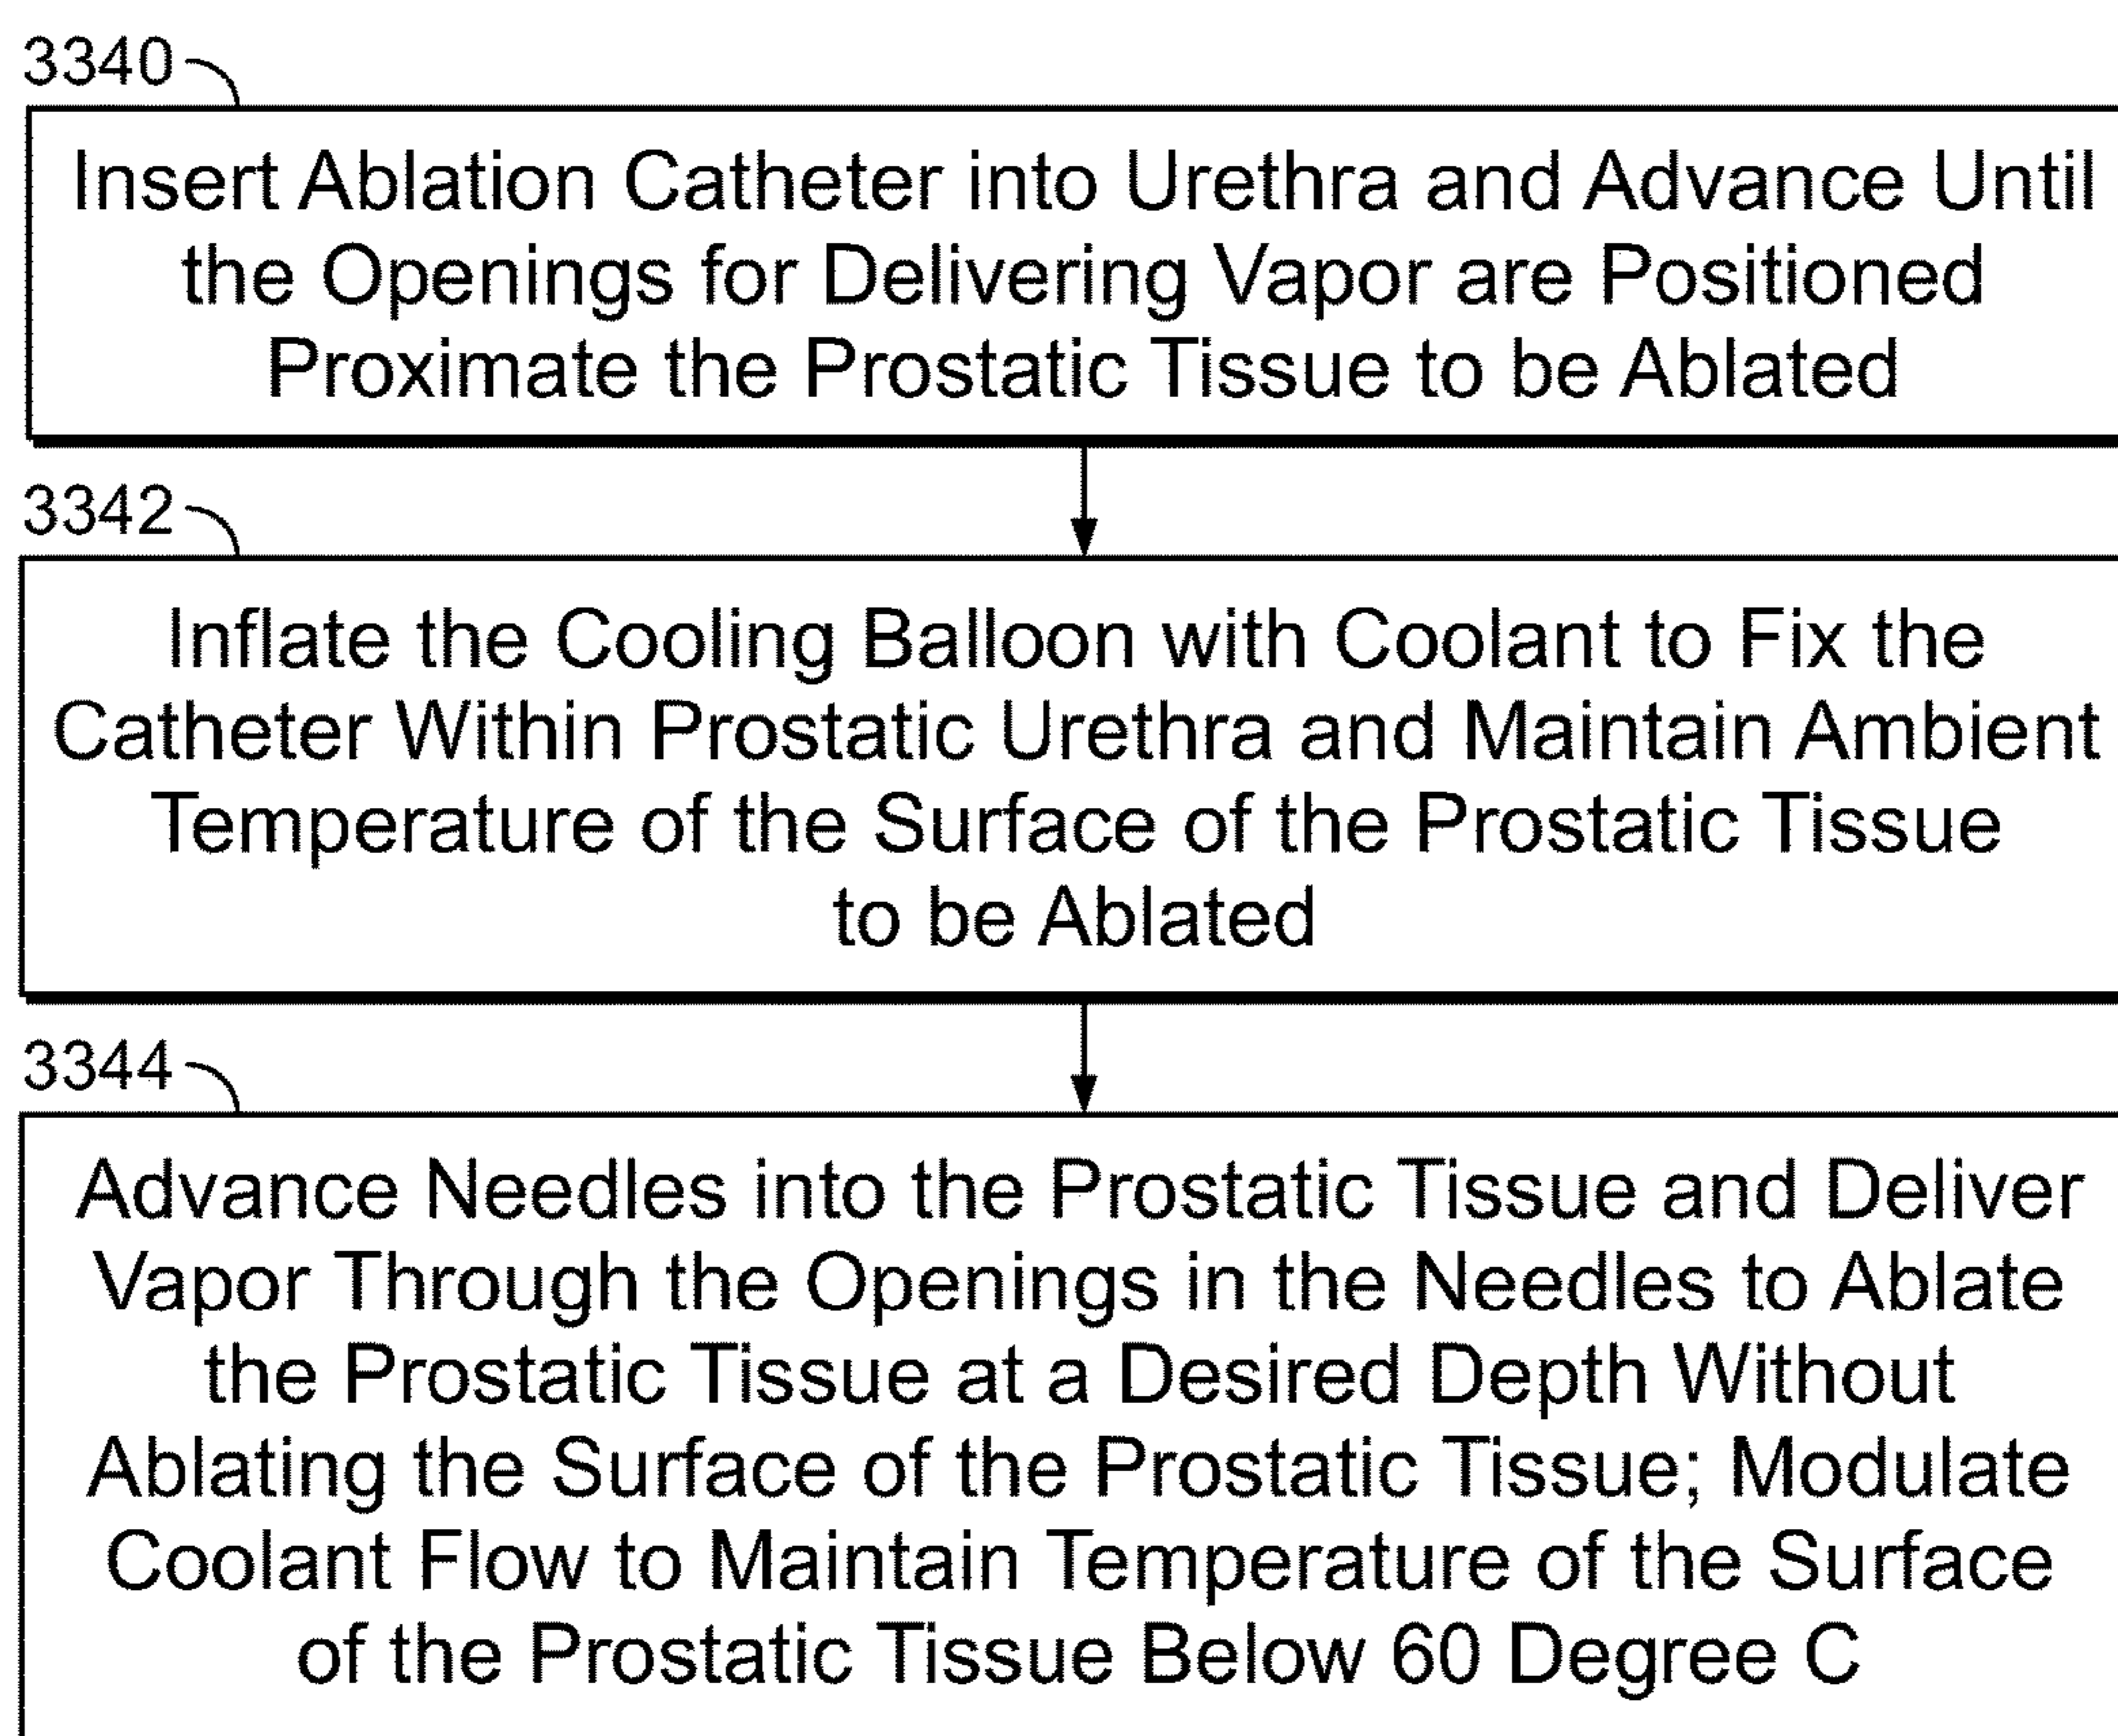 3340
Insert Ablation Catheter into Urethra and Advance Until
the Openings for Delivering Vapor are Positioned
Proximate the Prostatic Tissue to be Ablated
3342
Inflate the Cooling Balloon with Coolant to Fix the
Catheter Within Prostatic Urethra and Maintain Ambient
Temperature of the Surface of the Prostatic Tissue
to be Ablated
3344
Advance Needles into the Prostatic Tissue and Deliver
Vapor Through the Openings in the Needles to Ablate
the Prostatic Tissue at a Desired Depth Without
Ablating the Surface of the Prostatic Tissue; Modulate
Coolant Flow to Maintain Temperature of the Surface
of the Prostatic Tissue Below 60 Degree C